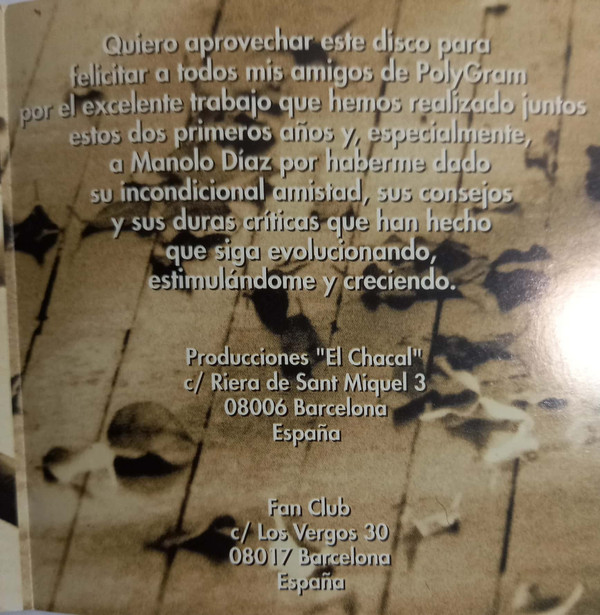 Quiero aprovechar este disco para
felicitar a todos mis amigos de PolyGram
por el excelente trabajo que hemos realizado juntos
estos dos primeros años y, especialmente,
a Manolo Díaz por haberme dado
su incondicional amistad, sus consejos
y sus duras críticas que han hecho
que siga evolucionando,
estimulándome y creciendo.
Producciones "El Chacal"
c/ Riera de Sant Miquel 3
08006 Barcelona
España
Fan Club
c/ Los Vergos 30
08017 Barcelona
España